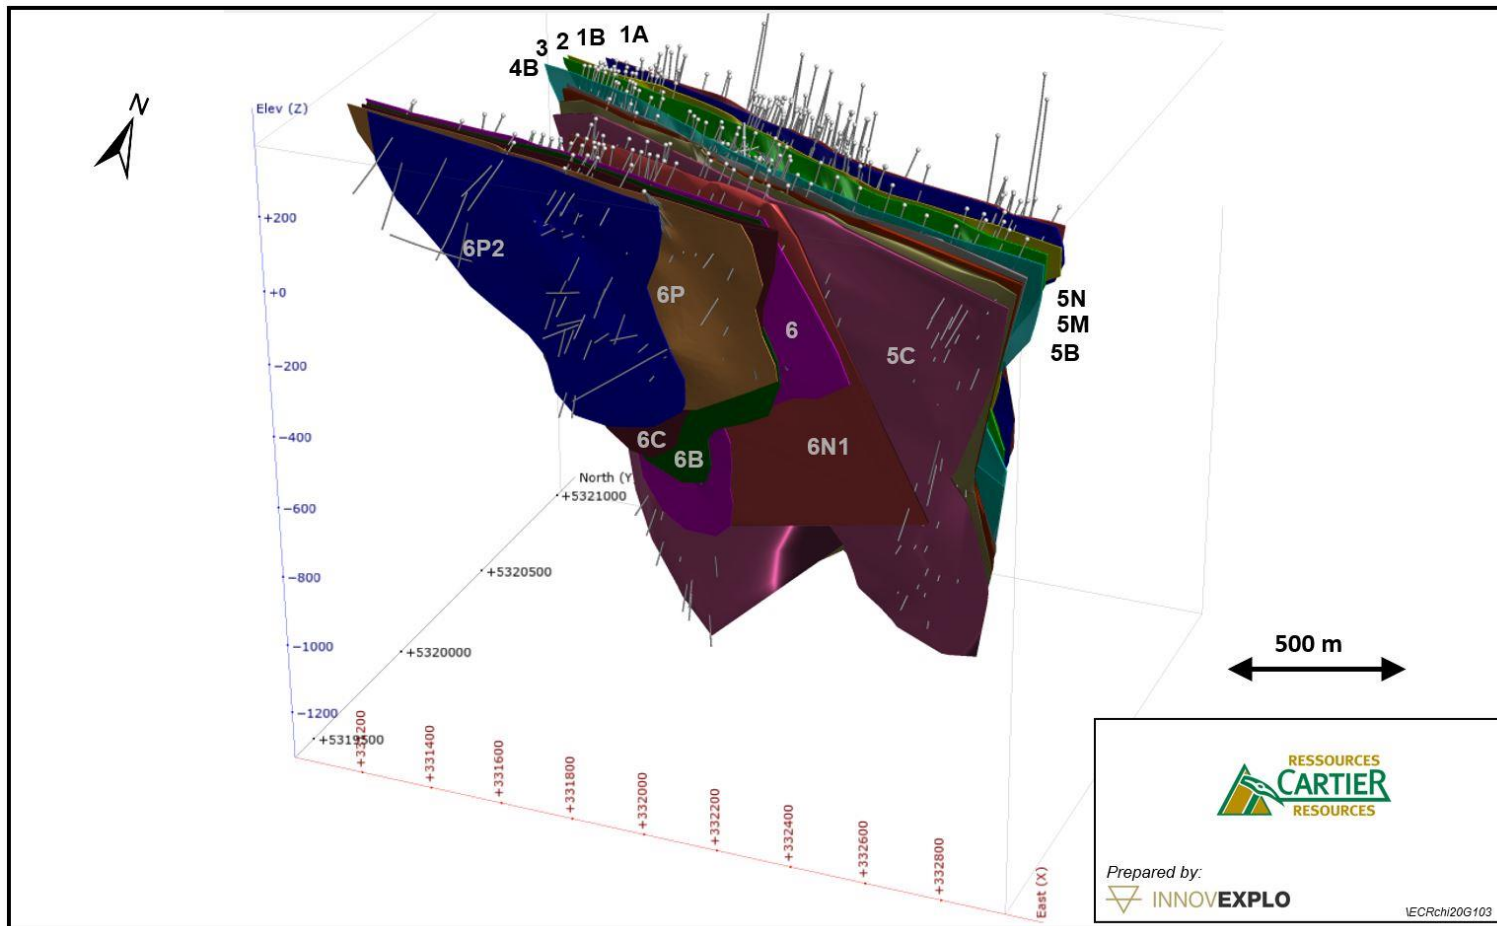 1A
1B
2
3
4B
N
Elev (Z)
+200
+0
−200
−400
−600
−800
−1000
−1200
6P2
6P
6
5C
5N
5M
5B
6C
6B
6N1
North (Y)
+5321000
+5320500
+5320000
+5319500
+331200
+331400
+331600
+331800
+332000
+332200
+332400
+332600
+332800
East (X)
500 m
RESSOURCES
CARTIER
RESOURCES
Prepared by:
INNOVEXPLO
\ECRchi20G103